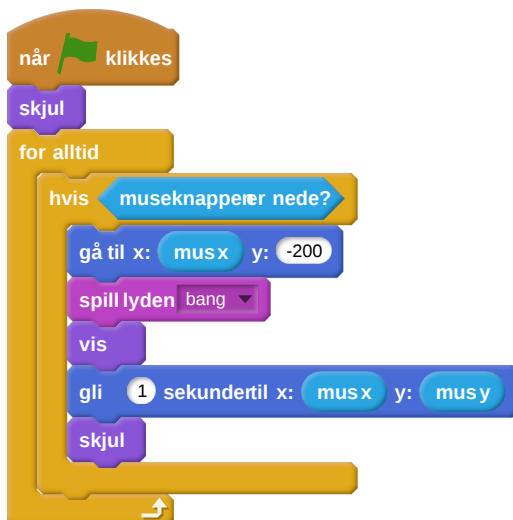 når klikkes
skjul
for alltid
hvis museknappen er nede?
gå til x: mus x y: -200
spill lyden bang
vis
gli 1 sekunder til x: mus x y: mus y
skjul